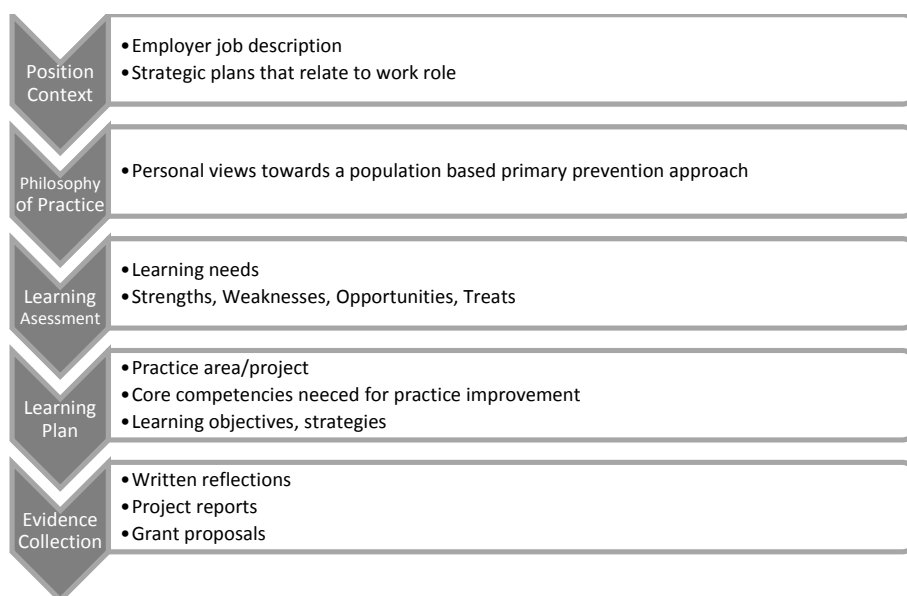 Position
Context
•Employer job description
•Strategic plans that relate to work role
Philosophy
of Practice
•Personal views towards a population based primary prevention approach
Learning
Asessment
•Learning needs
•Strengths, Weaknesses, Opportunities, Treats
Learning
Plan
•Practice area/project
•Core competencies neeced for practice improvement
•Learning objectives, strategies
Evidence
Collection
•Written reflections
•Project reports
•Grant proposals